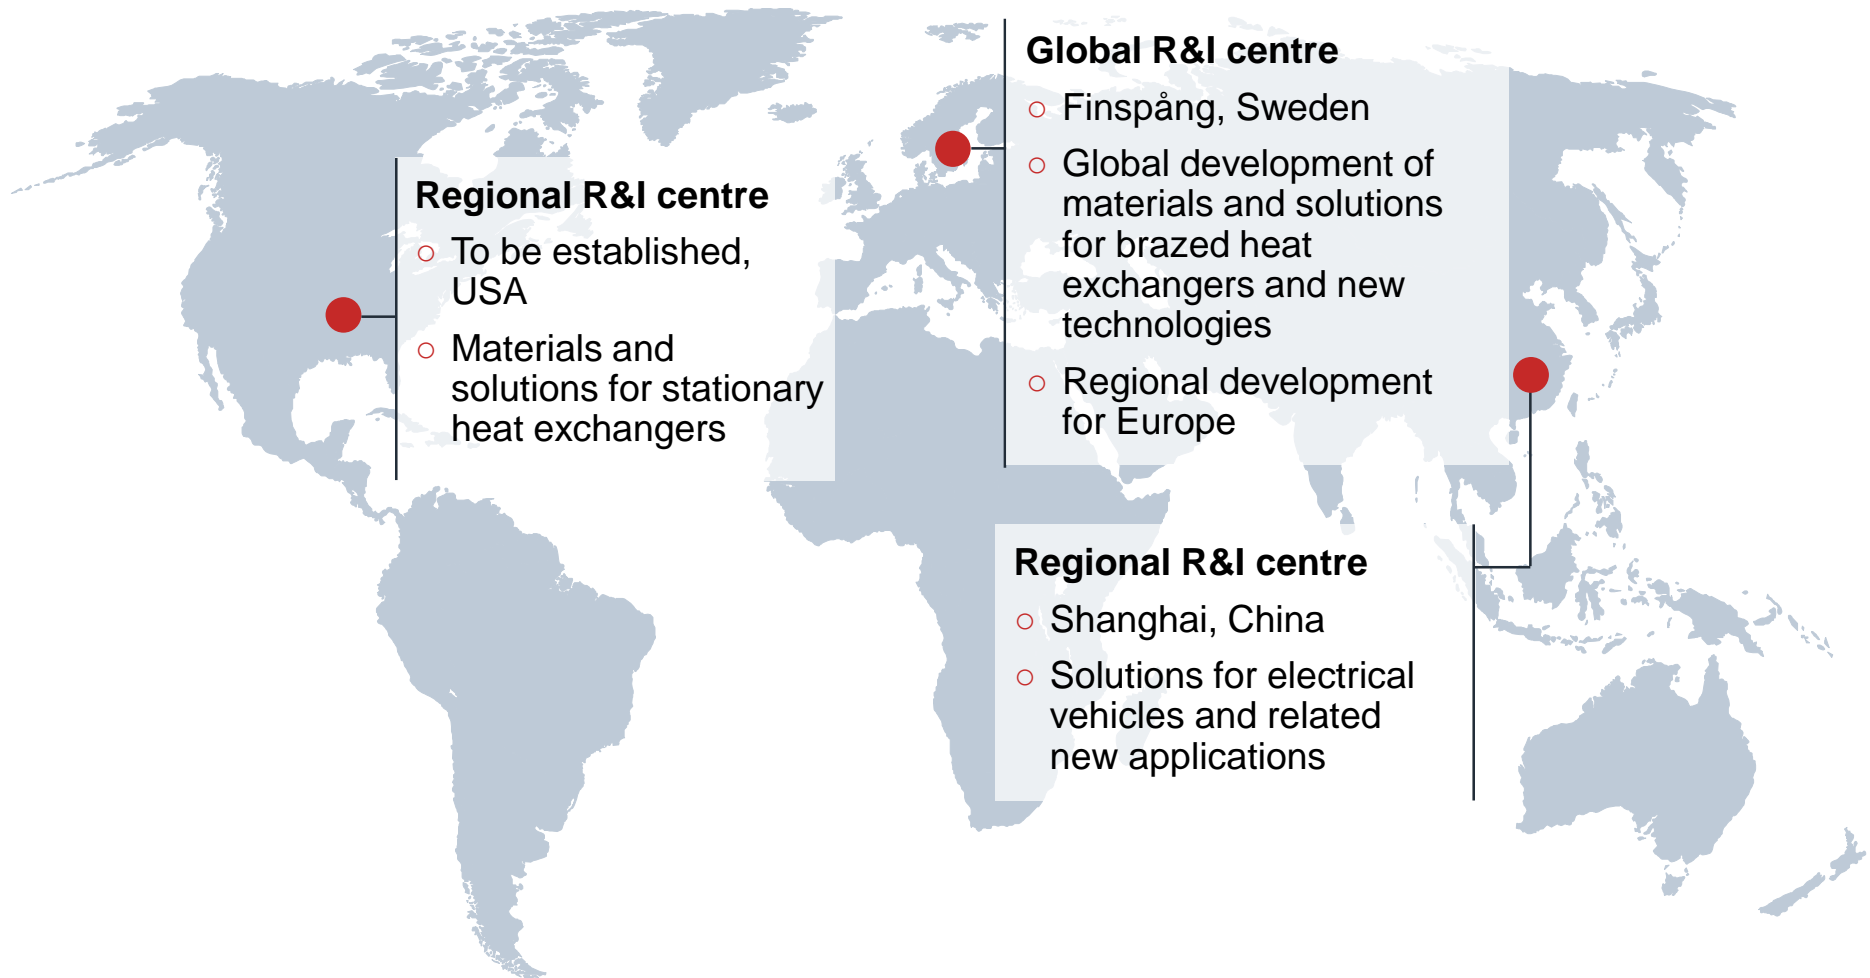 Global R&I centre
○ Finspång, Sweden
○ Global development of
materials and solutions
for brazed heat
exchangers and new
technologies
○ Regional development
for Europe
Regional R&I centre
○ To be established,
USA
○ Materials and
solutions for stationary
heat exchangers
Regional R&I centre
○ Shanghai, China
○ Solutions for electrical
vehicles and related
new applications